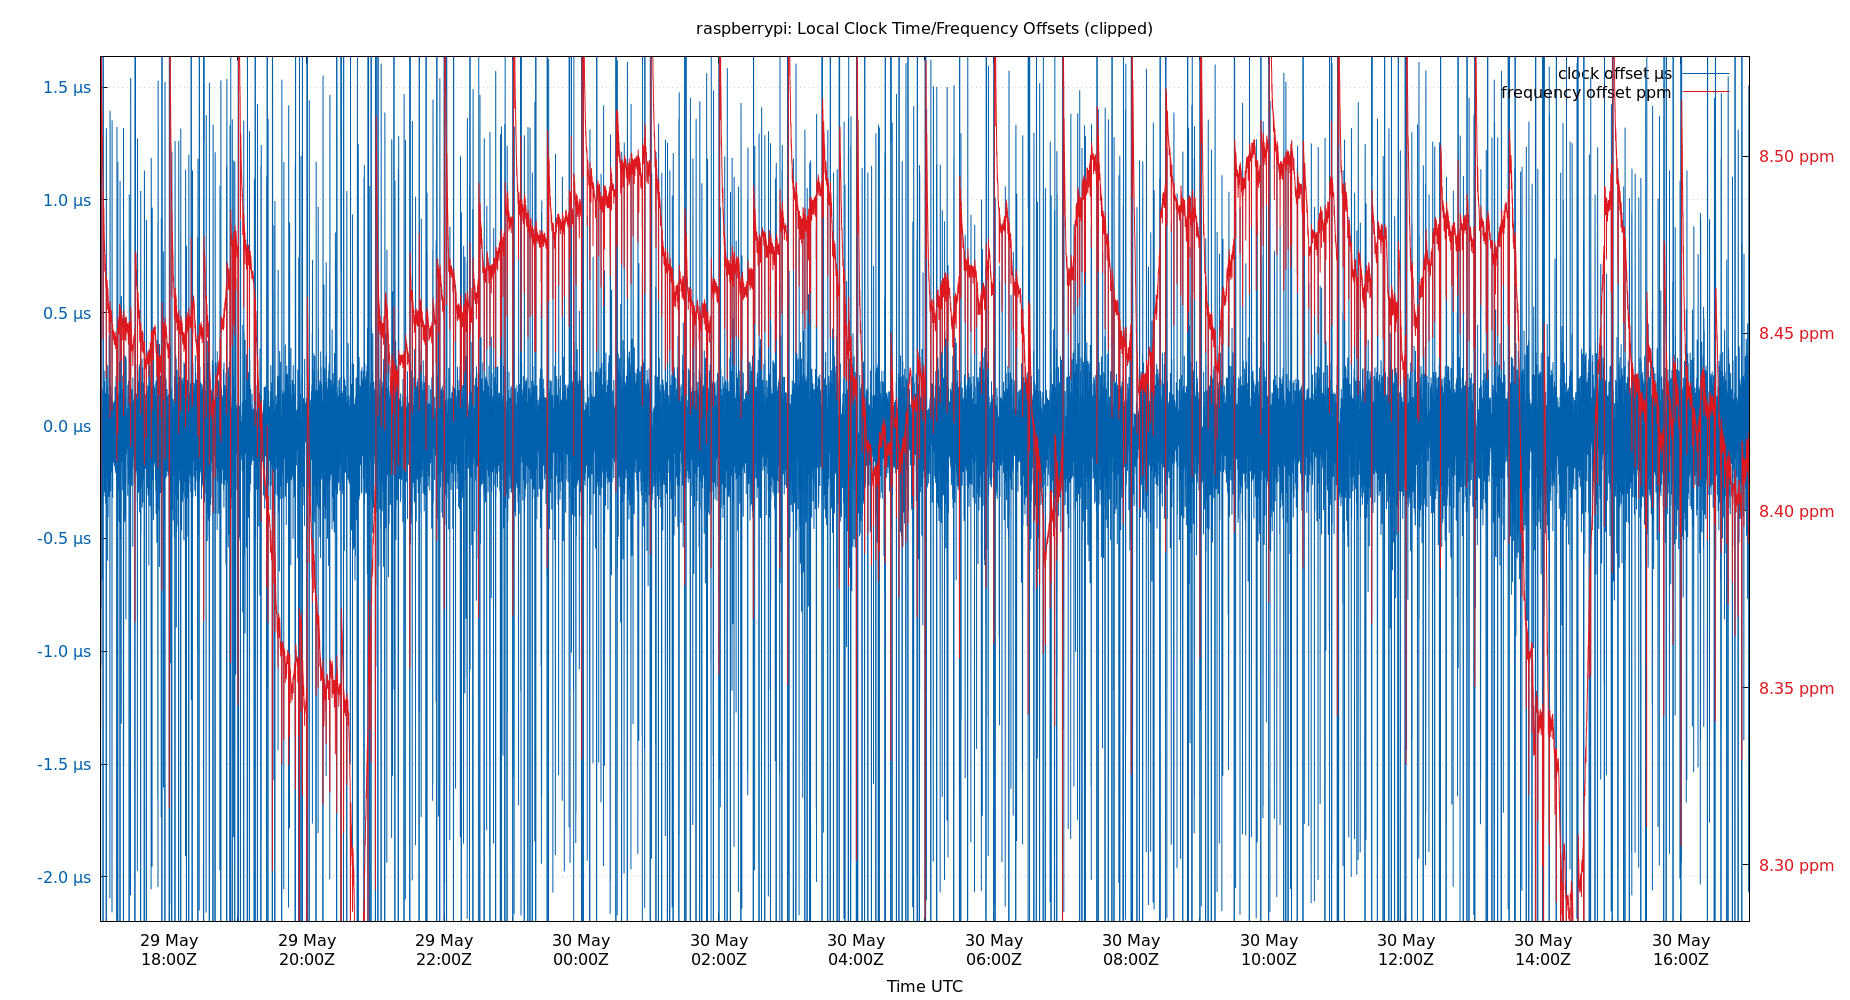 raspberrypi: Local Clock Time/Frequency Offsets (clipped)
clock offset µs
frequency offset ppm
1.5 µs
1.0 µs
0.5 µs
0.0 µs
-0.5 µs
-1.0 µs
-1.5 µs
-2.0 µs
8.50 ppm
8.45 ppm
8.40 ppm
8.35 ppm
8.30 ppm
29 May 29 May 29 May 30 May 30 May 30 May 30 May 30 May 30 May 30 May 30 May 30 May
18:00Z 20:00Z 22:00Z 00:00Z 02:00Z 04:00Z 06:00Z 08:00Z 10:00Z 12:00Z 14:00Z 16:00Z
Time UTC